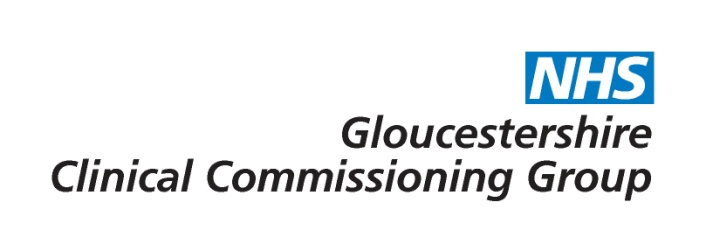 NHS
Gloucestershire
Clinical Commissioning Group